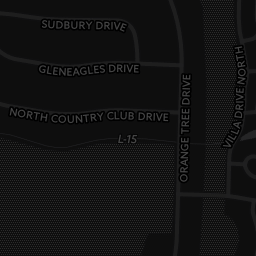 SUDBURY DRIVE
GLENEAGLES DRIVE
NORTH COUNTRY CLUB DRIVE
L-15
ORANGE TREE DRIVE
VILLA DRIVE NORTH